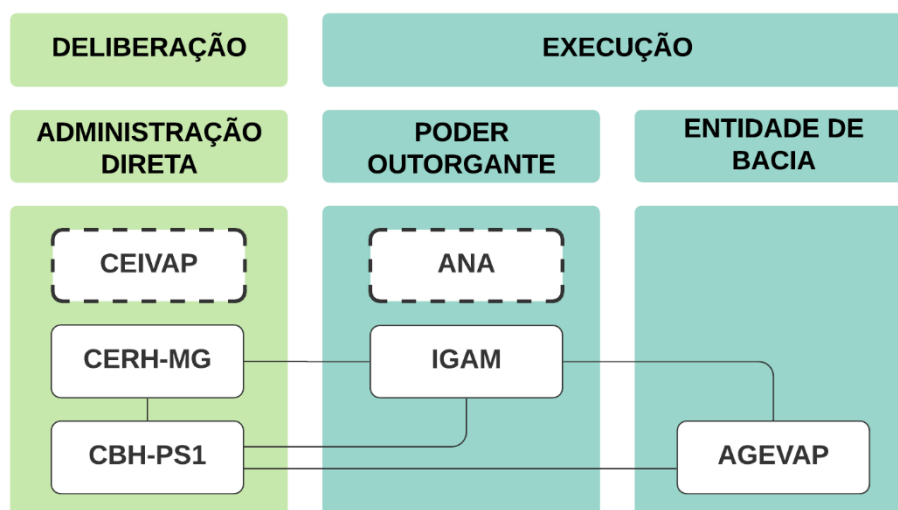 DELIBERAÇÃO
EXECUÇÃO
ADMINISTRAÇÃO
DIRETA
PODER
OUTORGANTE
ENTIDADE DE
BACIA
CEIVAP
ANA
CERH-MG
IGAM
CBH-PS1
AGEVAP